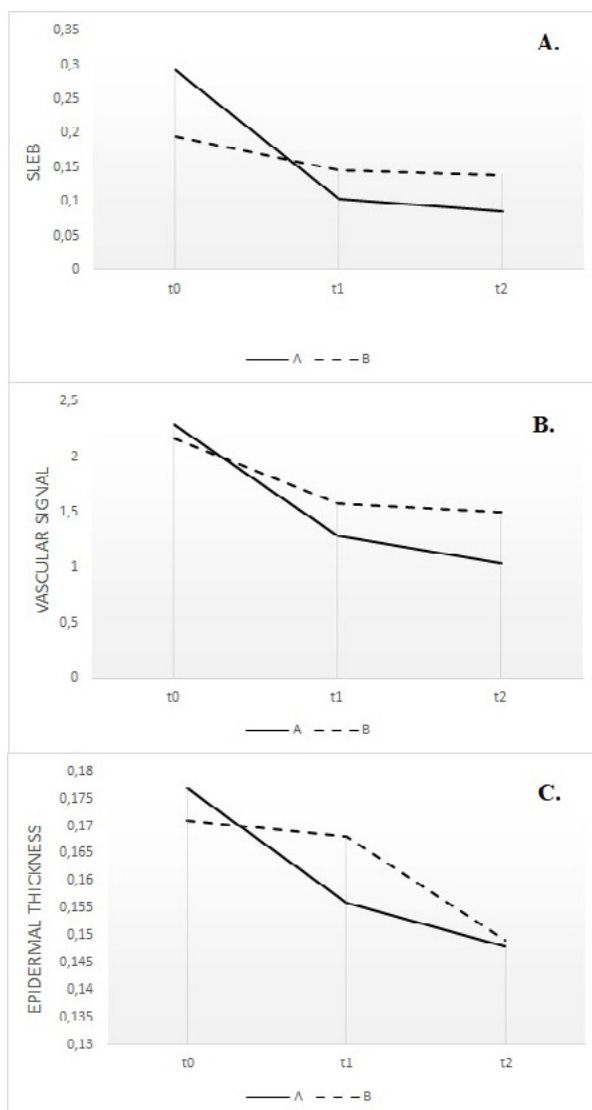 0,35
A.
0,3
0,25
0,2
0,15
0,1
0,05
0
SLEB
t0 t1 t2
A B
2,5
B.
2
1,5
1
0,5
0
VASCULAR SIGNAL
t0 t1 t2
A B
0,18
C.
0,175
0,17
0,165
0,16
0,155
0,15
0,145
0,14
0,135
0,13
EPIDERMAL THICKNESS
t0 t1 t2
A B